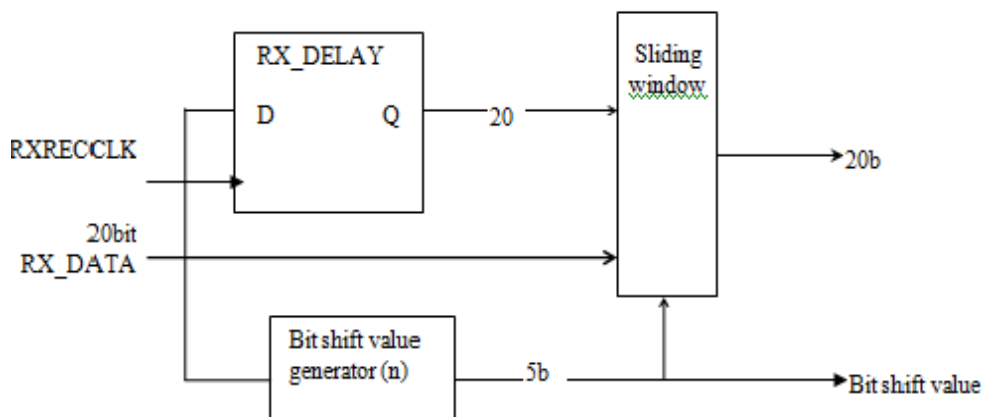 RX_DELAY
D Q
20
Sliding
window
RXRECCLK
20b
20bit
RX_DATA
Bit shift value
generator (n)
5b
Bit shift value